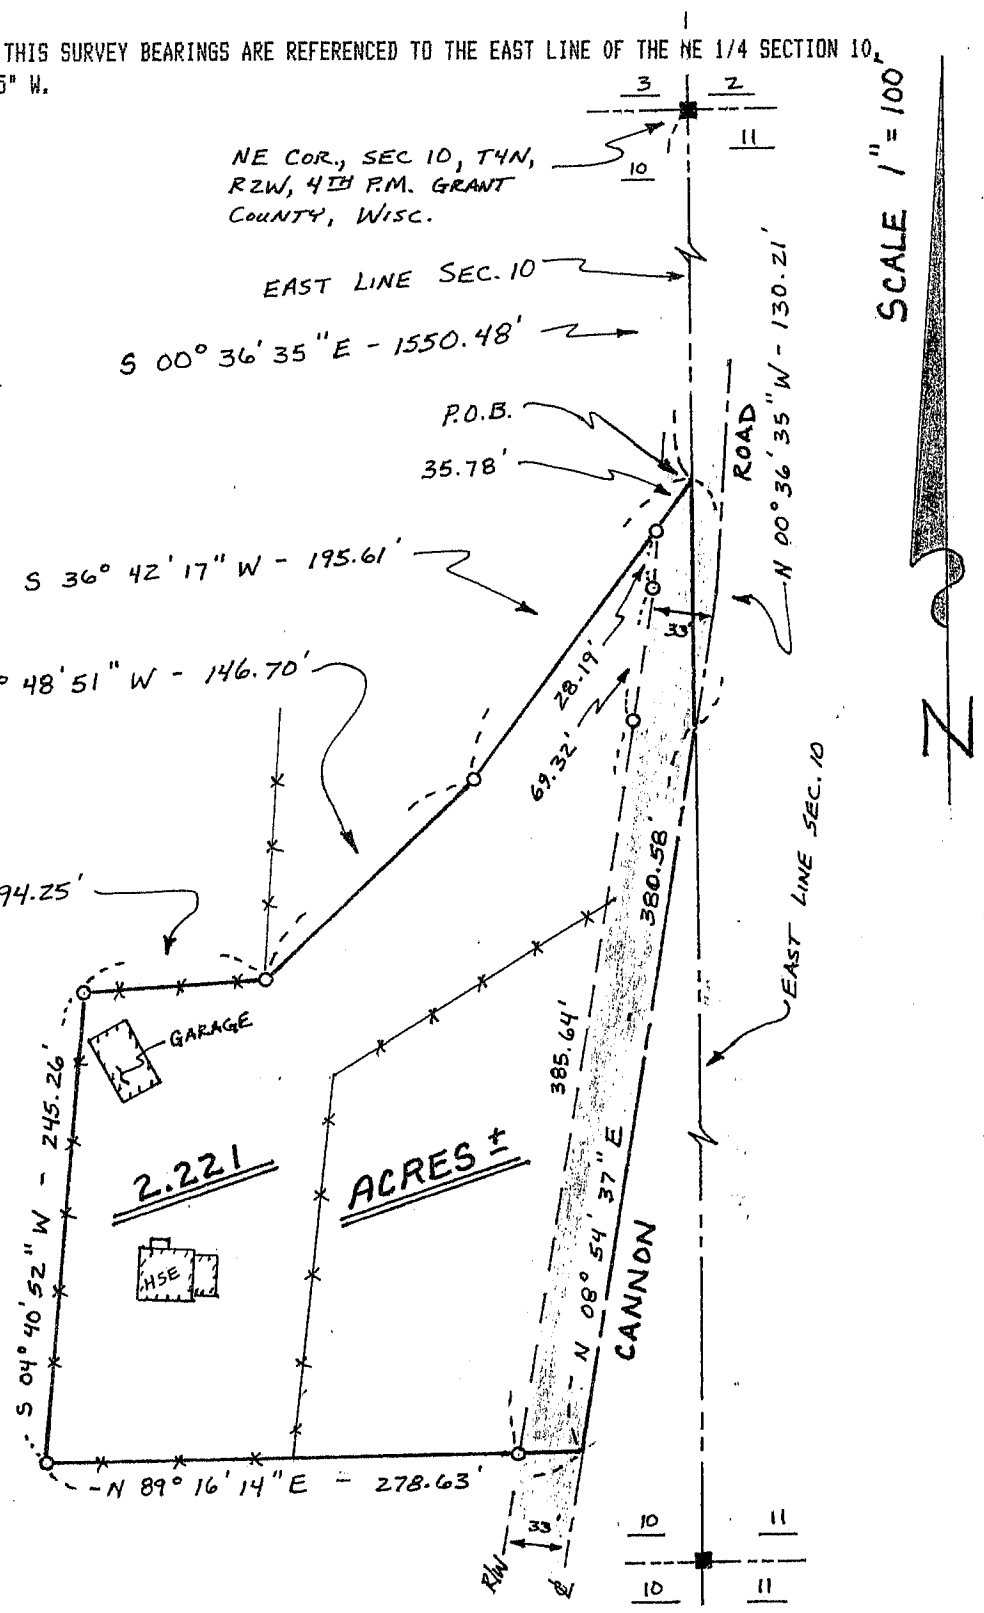 THIS SURVEY BEARINGS ARE REFERENCED TO THE EAST LINE OF THE NE 1/4 SECTION 10,
5" W.
3 2
10 11
NE COR., SEC 10, T4N,
R2W, 4TH P.M. GRANT
COUNTY, WISC.
SCALE 1" = 100'
EAST LINE SEC. 10
S 00° 36' 35" E - 1550.48'
N 00° 36' 35" W - 130.21'
P.O.B.
35.78'
ROAD
S 36° 42' 17" W - 195.61'
33'
28.19'
° 48' 51" W - 146.70'
69.32'
N
EAST LINE SEC. 10
380.58'
94.25'
GARAGE
385.64'
S 04° 40' 52" W - 245.26'
2.221 ACRES ±
HSE
N 08° 54' 37" E
CANNON
N 89° 16' 14" E - 278.63'
33'
R/W
℄
10 11
10 11